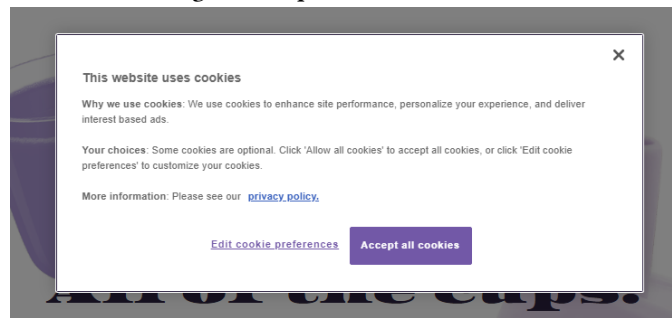 This website uses cookies
Why we use cookies: We use cookies to enhance site performance, personalize your experience, and deliver
interest based ads.
Your choices: Some cookies are optional. Click 'Allow all cookies' to accept all cookies, or click 'Edit cookie
preferences' to customize your cookies.
More information: Please see our privacy policy.
Edit cookie preferences Accept all cookies
All of the cups.